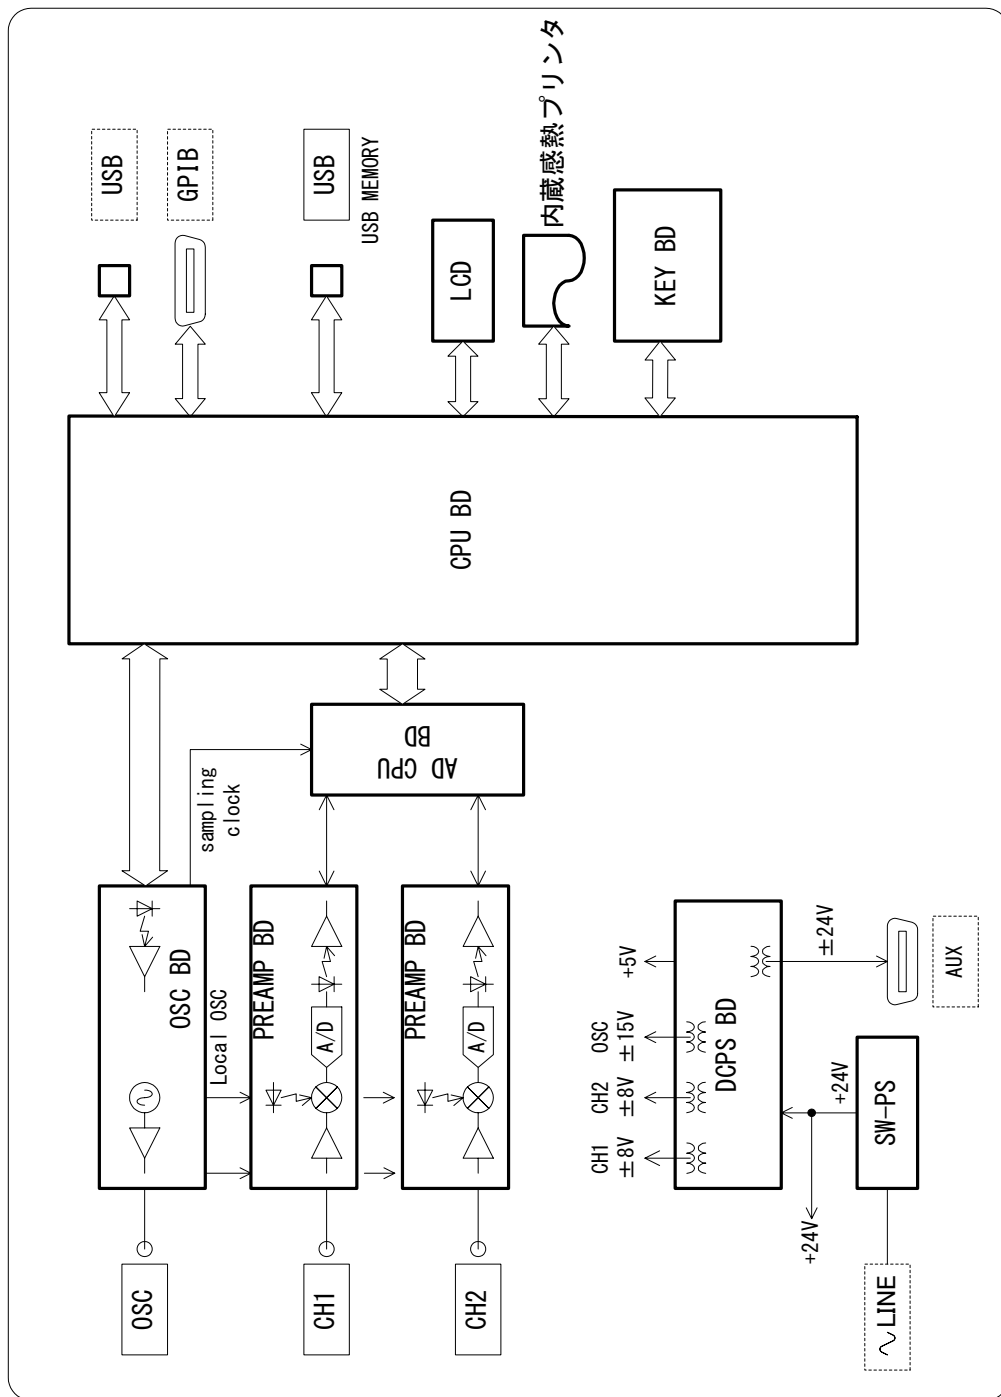 USB
GPIB
USB
USB MEMORY
LCD
内蔵感熱プリンタ
KEY BD
CPU BD
AD CPU
BD
sampling
clock
OSC BD
Local OSC
PREAMP BD
A/D
PREAMP BD
A/D
OSC
CH1
CH2
CH1
±8V
CH2
±8V
OSC
±15V
+5V
DCPS BD
±24V
AUX
+24V
+24V
SW-PS
～LINE